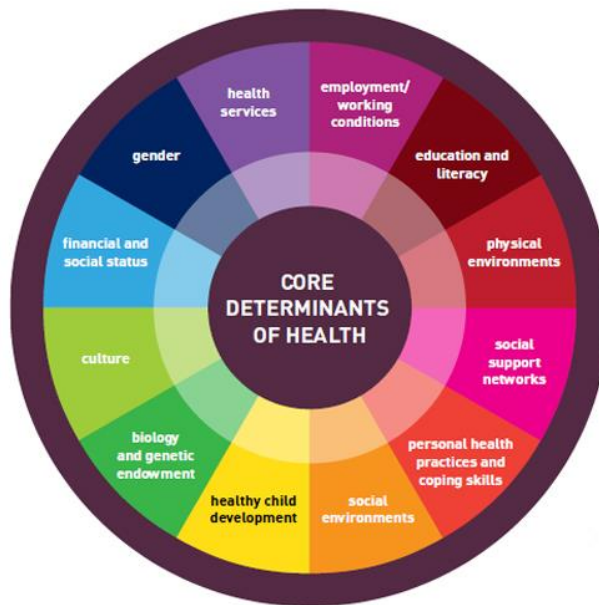 health
services
employment/
working
conditions
education and
literacy
physical
environments
social
support
networks
personal health
practices and
coping skills
social
environments
healthy child
development
biology
and genetic
endowment
culture
financial and
social status
gender
CORE
DETERMINANTS
OF HEALTH